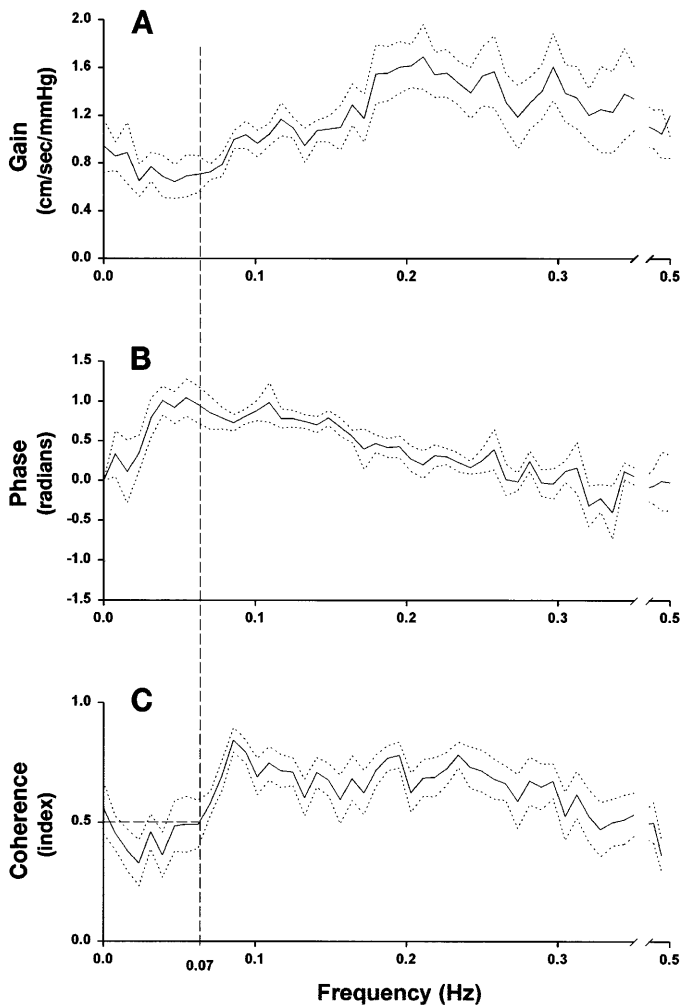 A
Gain
(cm/sec/mmHg)
2.0
1.6
1.2
0.8
0.4
0.0
0.0 0.1 0.2 0.3 0.5
B
Phase
(radians)
1.5
1.0
0.5
0.0
-0.5
-1.0
-1.5
0.0 0.1 0.2 0.3 0.5
C
Coherence
(index)
1.0
0.5
0.0
0.0 0.07 0.1 0.2 0.3 0.5
Frequency (Hz)